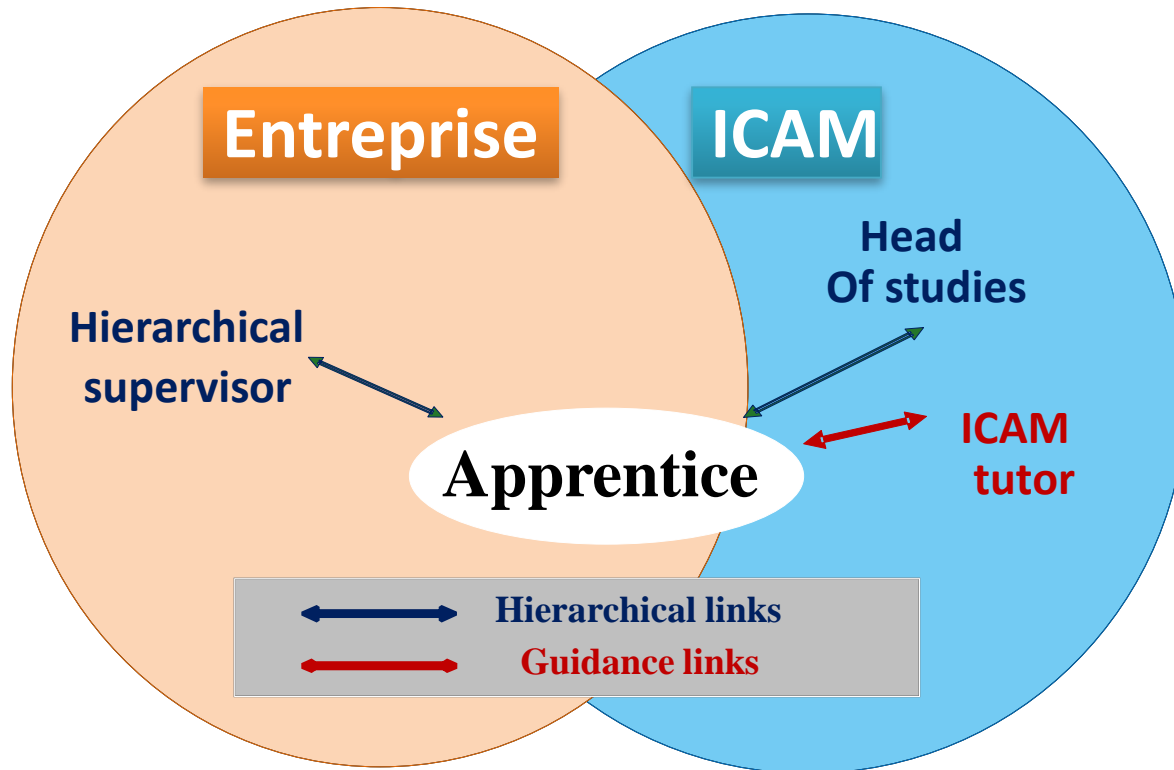 Entreprise
ICAM
Head
Of studies
Hierarchical
supervisor
ICAM
tutor
Apprentice
Hierarchical links
Guidance links